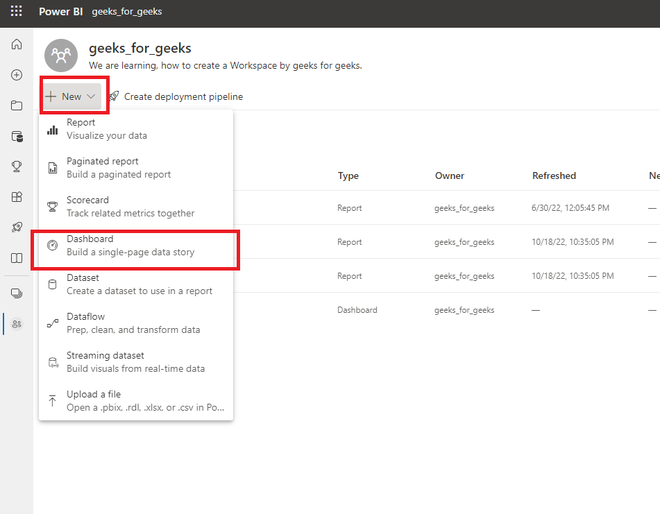 Power BI geeks_for_geeks
geeks_for_geeks
We are learning, how to create a Workspace by geeks for geeks.
New
Create deployment pipeline
Report
Visualize your data
Paginated report
Build a paginated report
Scorecard
Track related metrics together
Dashboard
Build a single-page data story
Dataset
Create a dataset to use in a report
Dataflow
Prep, clean, and transform data
Streaming dataset
Build visuals from real-time data
Upload a file
Open a .pbix, .rdl, .xlsx, or .csv in Po...
Type Owner Refreshed Ne
Report geeks_for_geeks 6/30/22, 12:05:45 PM —
Report geeks_for_geeks 10/18/22, 10:35:05 PM —
Report geeks_for_geeks 10/18/22, 10:35:05 PM —
Dashboard geeks_for_geeks — —